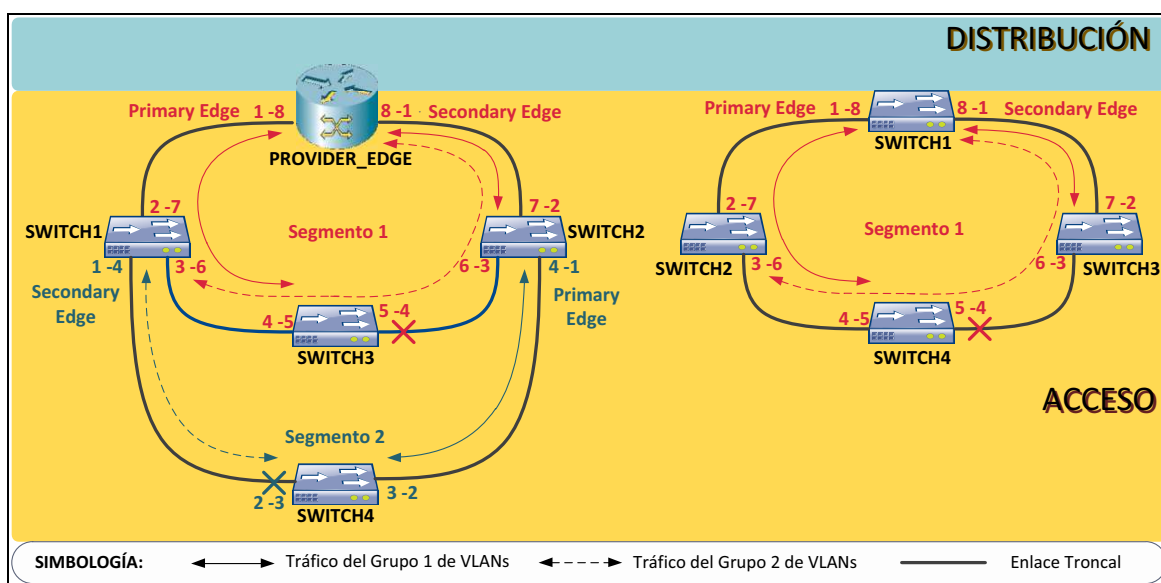 DISTRIBUCIÓN
Primary Edge 1 -8
8 -1 Secondary Edge
PROVIDER_EDGE
2 -7
7 -2
SWITCH1
SWITCH2
Segmento 1
1 -4
3 -6
6 -3
4 -1
Secondary
Edge
Primary
Edge
4 -5
5 -4
SWITCH3
Segmento 2
2 -3
3 -2
SWITCH4
Primary Edge
1 -8
8 -1
Secondary Edge
SWITCH1
2 -7
7 -2
Segmento 1
SWITCH2
3 -6
6 -3
SWITCH3
4 -5
5 -4
SWITCH4
ACCESO
SIMBOLOGÍA:
Tráfico del Grupo 1 de VLANs
Tráfico del Grupo 2 de VLANs
Enlace Troncal